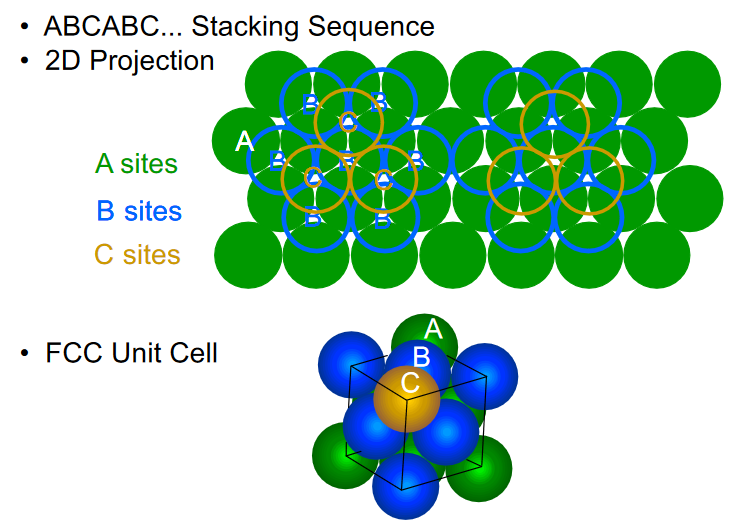 • ABCABC... Stacking Sequence
• 2D Projection
B B
C
A
B B B
C C
B B
A sites
B sites
C sites
• FCC Unit Cell
A
B
C